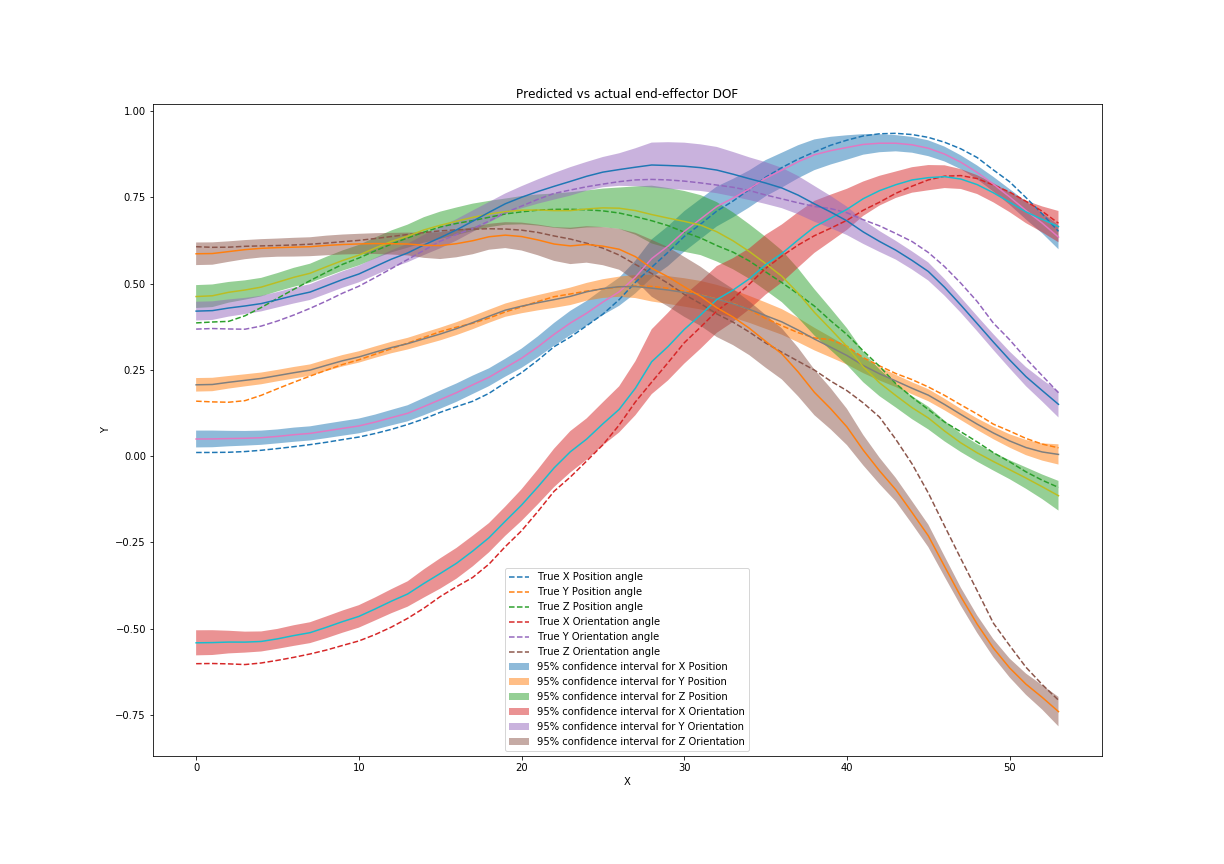 Predicted vs actual end-effector DOF
1.00
0.75
0.50
0.25
0.00
−0.25
−0.50
−0.75
Y
True X Position angle
True Y Position angle
True Z Position angle
True X Orientation angle
True Y Orientation angle
True Z Orientation angle
95% confidence interval for X Position
95% confidence interval for Y Position
95% confidence interval for Z Position
95% confidence interval for X Orientation
95% confidence interval for Y Orientation
95% confidence interval for Z Orientation
0 10 20 30 40 50
X